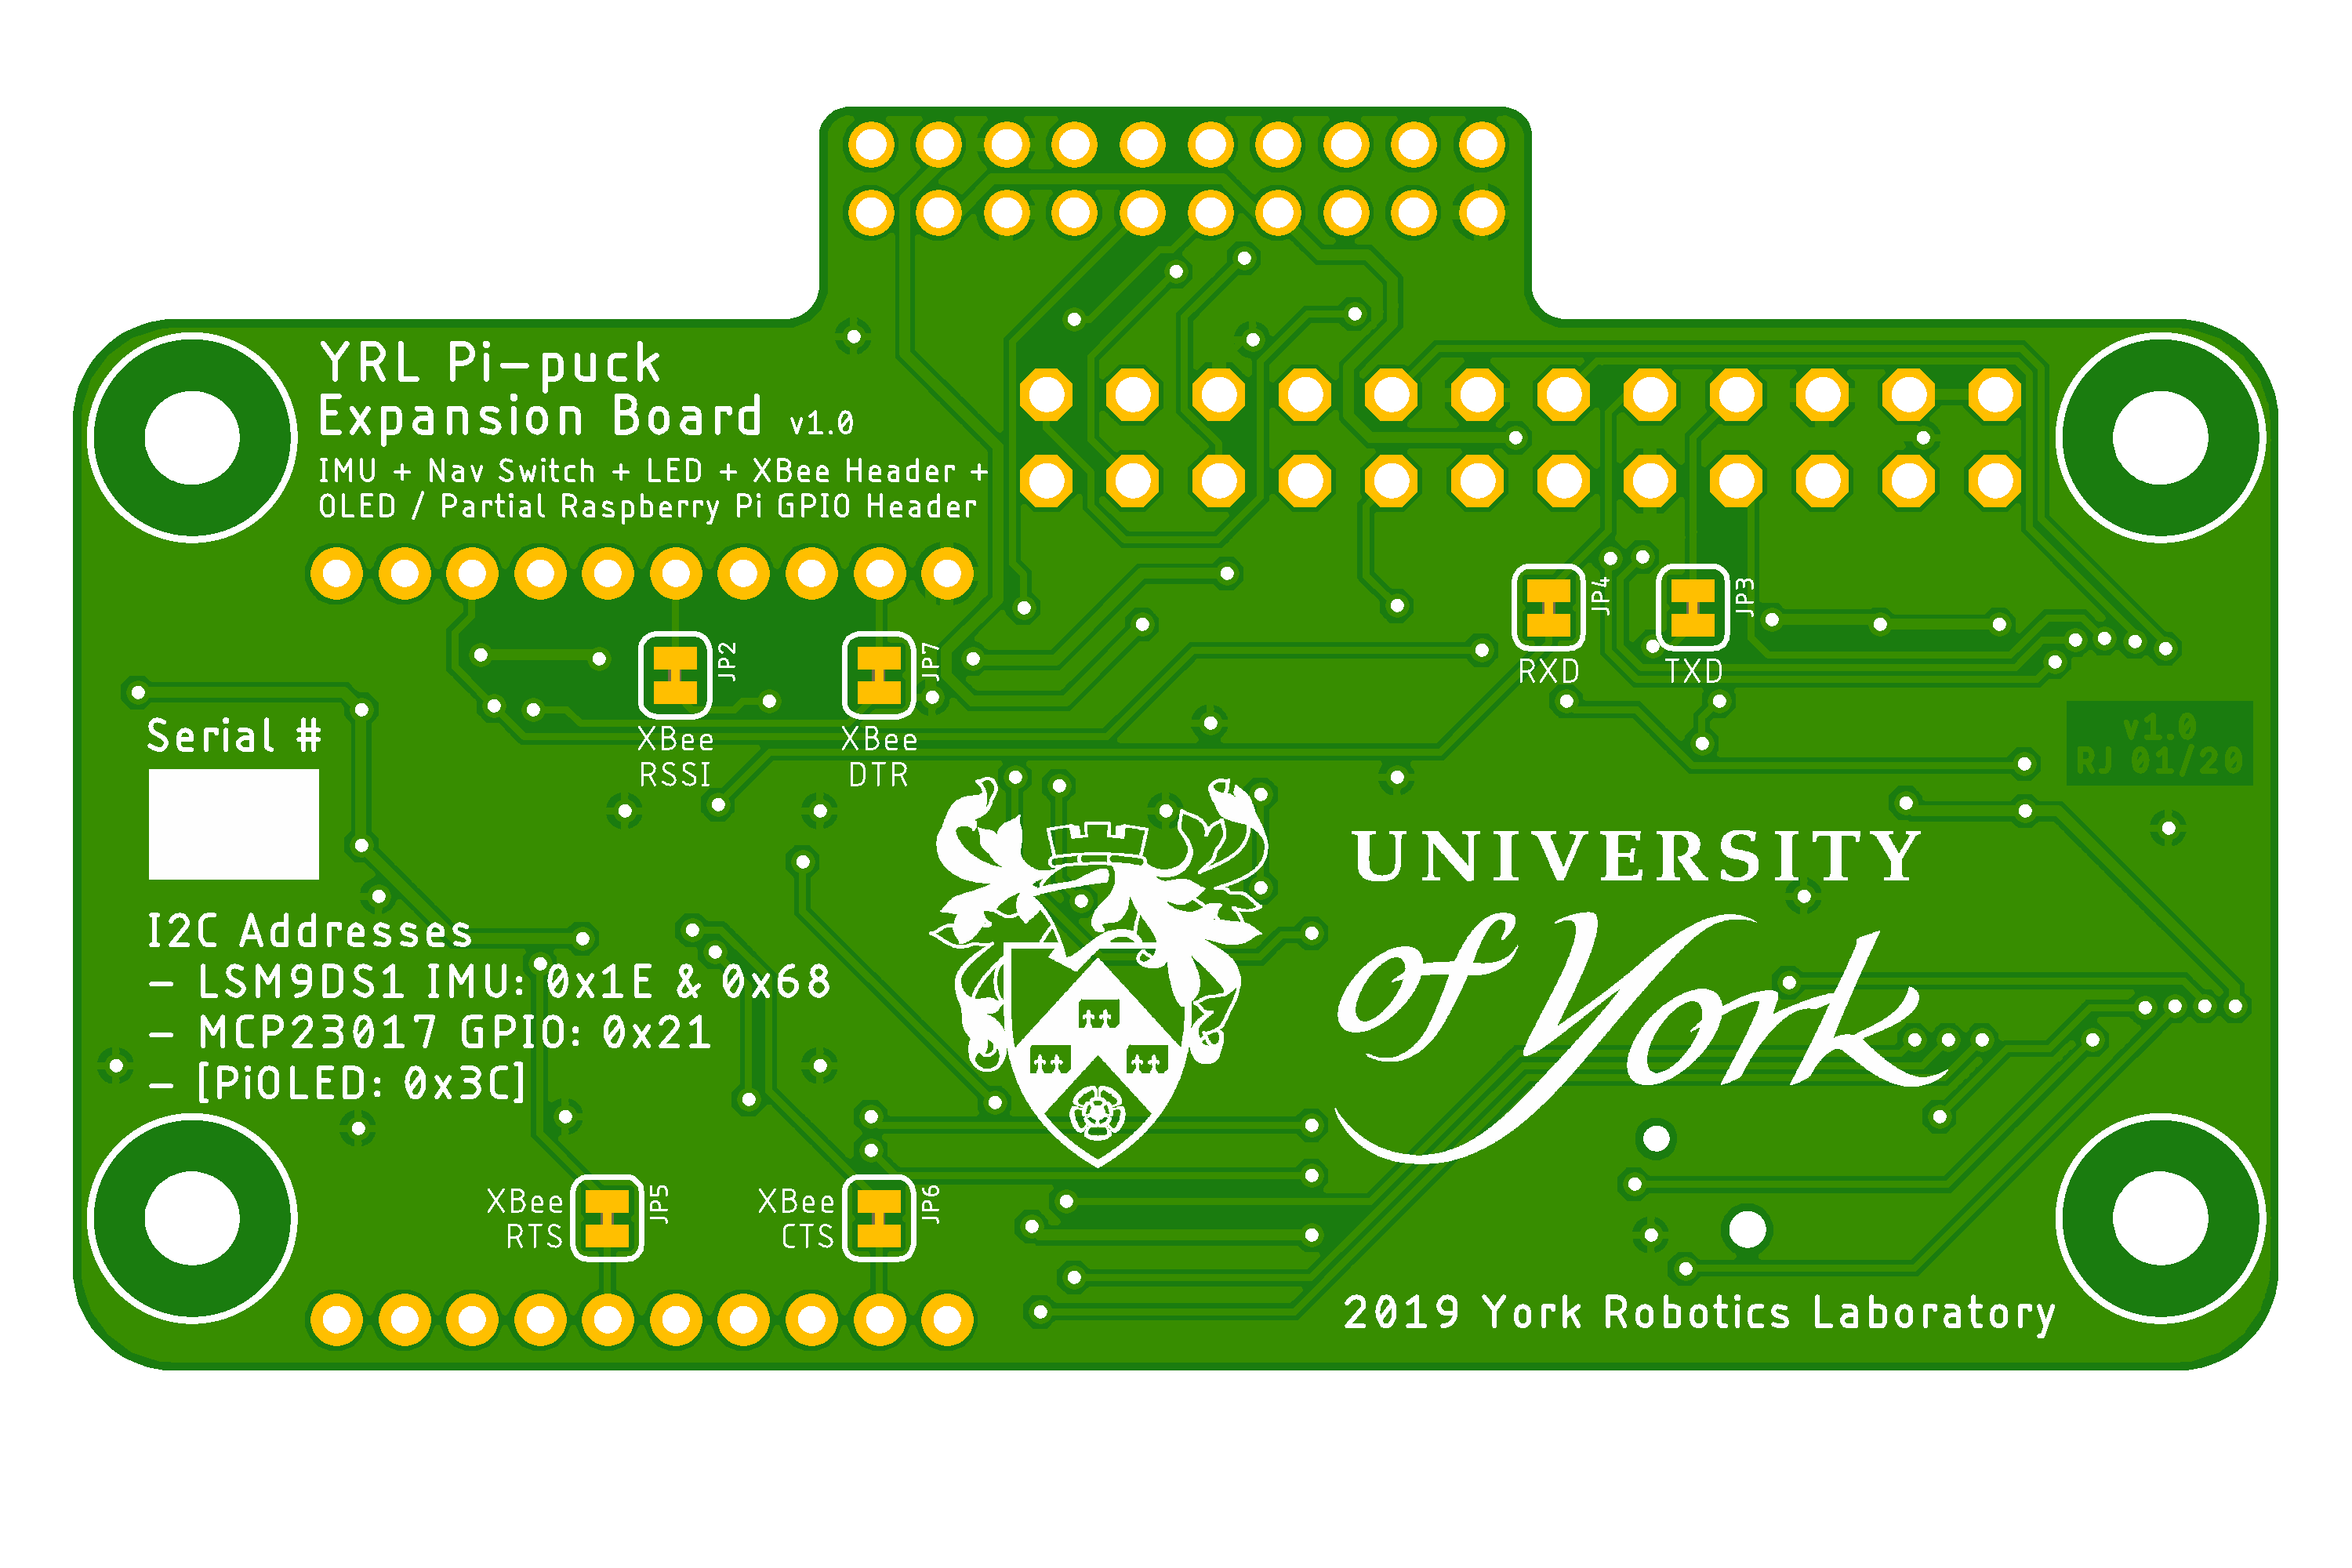 YRL Pi-puck
Expansion Board v1.0
IMU + Nav Switch + LED + XBee Header +
OLED / Partial Raspberry Pi GPIO Header
JP4
JP3
RXD
TXD
JP2
JP7
XBee
RSSI
XBee
DTR
v1.0
RJ 01/20
Serial #
UNIVERSITY
of York
I2C Addresses
- LSM9DS1 IMU: 0x1E & 0x68
- MCP23017 GPIO: 0x21
- [PiOLED: 0x3C]
XBee
RTS
JP5
XBee
CTS
JP6
2019 York Robotics Laboratory